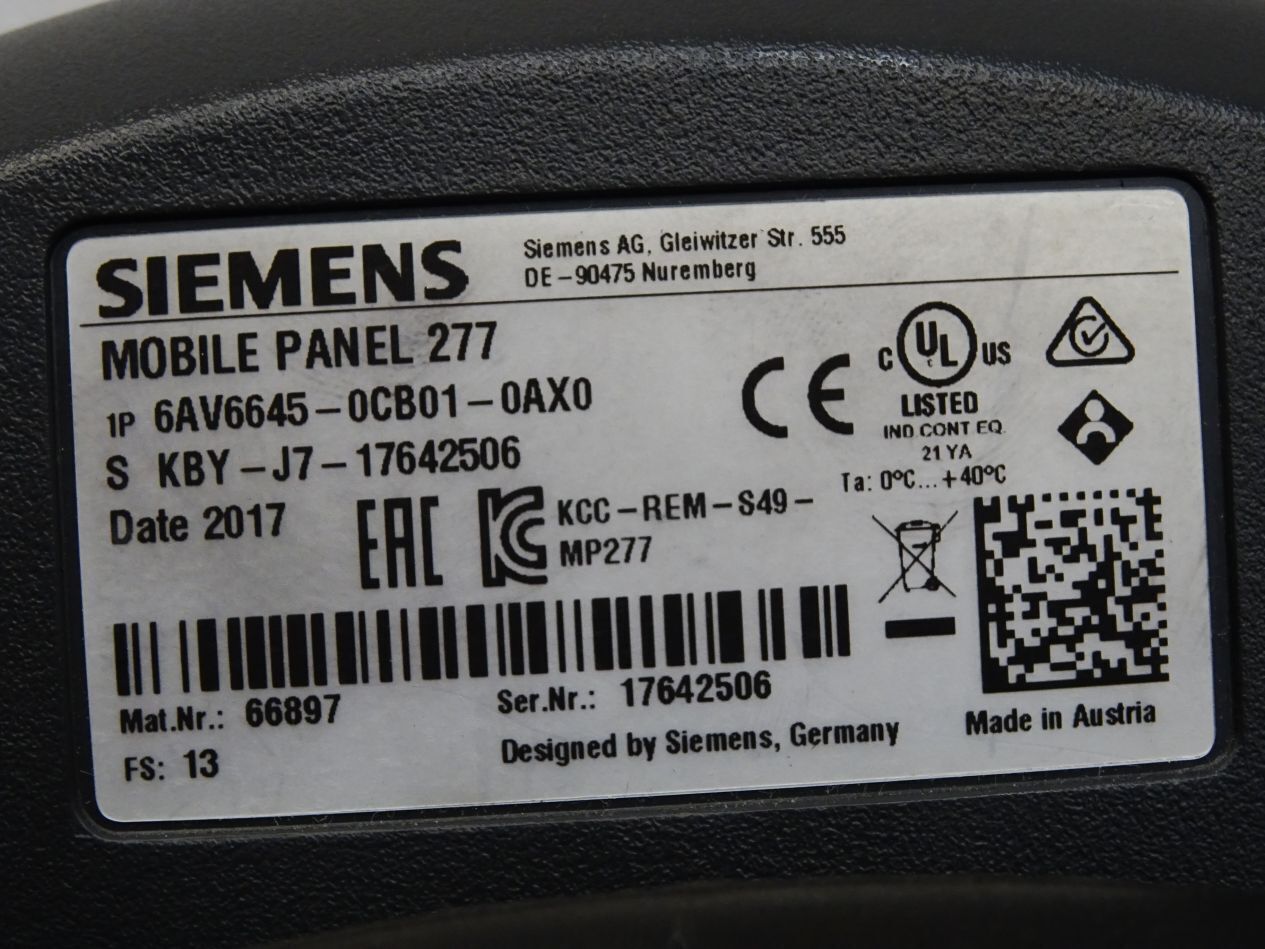 SIEMENS
Siemens AG, Gleiwitzer Str. 555
DE-90475 Nuremberg
MOBILE PANEL 277
1P 6AV6645-0CB01-0AX0
S KBY-J7-17642506
Date 2017
EAC
KCC-REM-S49-
MP277
CE
C UL US
LISTED
IND CONT EQ.
21 YA
Ta: 0°C...+40°C
Mat.Nr.: 66897
Ser.Nr.: 17642506
FS: 13
Designed by Siemens, Germany
Made in Austria